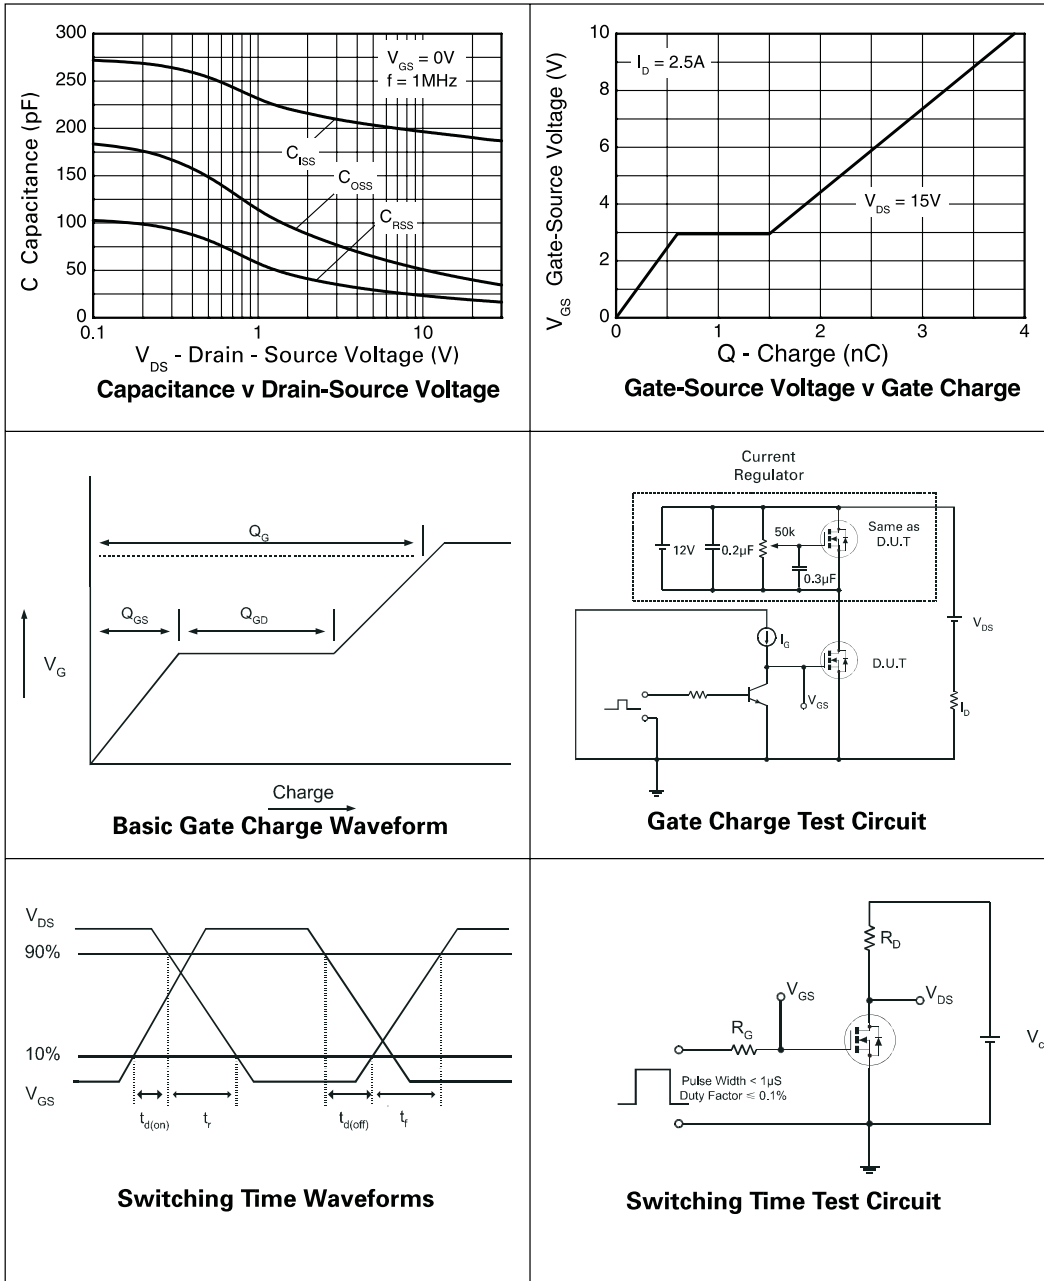 300
250
200
150
100
50
0
C Capacitance (pF)
V_GS = 0V
f = 1MHz
C_ISS
C_OSS
C_RSS
0.1
1
10
V_DS - Drain - Source Voltage (V)
Capacitance v Drain-Source Voltage
10
8
6
4
2
0
V_GS Gate-Source Voltage (V)
I_D = 2.5A
V_DS = 15V
0
1
2
3
4
Q - Charge (nC)
Gate-Source Voltage v Gate Charge
Q_G
Q_GS
Q_GD
V_G
Charge
Basic Gate Charge Waveform
Current
Regulator
12V
0.2µF
50k
0.3µF
Same as
D.U.T
I_G
V_DS
D.U.T
V_GS
I_D
Gate Charge Test Circuit
V_DS
90%
10%
V_GS
t_d(on)
t_r
t_d(off)
t_f
Switching Time Waveforms
R_D
V_GS
V_DS
R_G
V_c
Pulse Width < 1µS
Duty Factor ≤ 0.1%
Switching Time Test Circuit